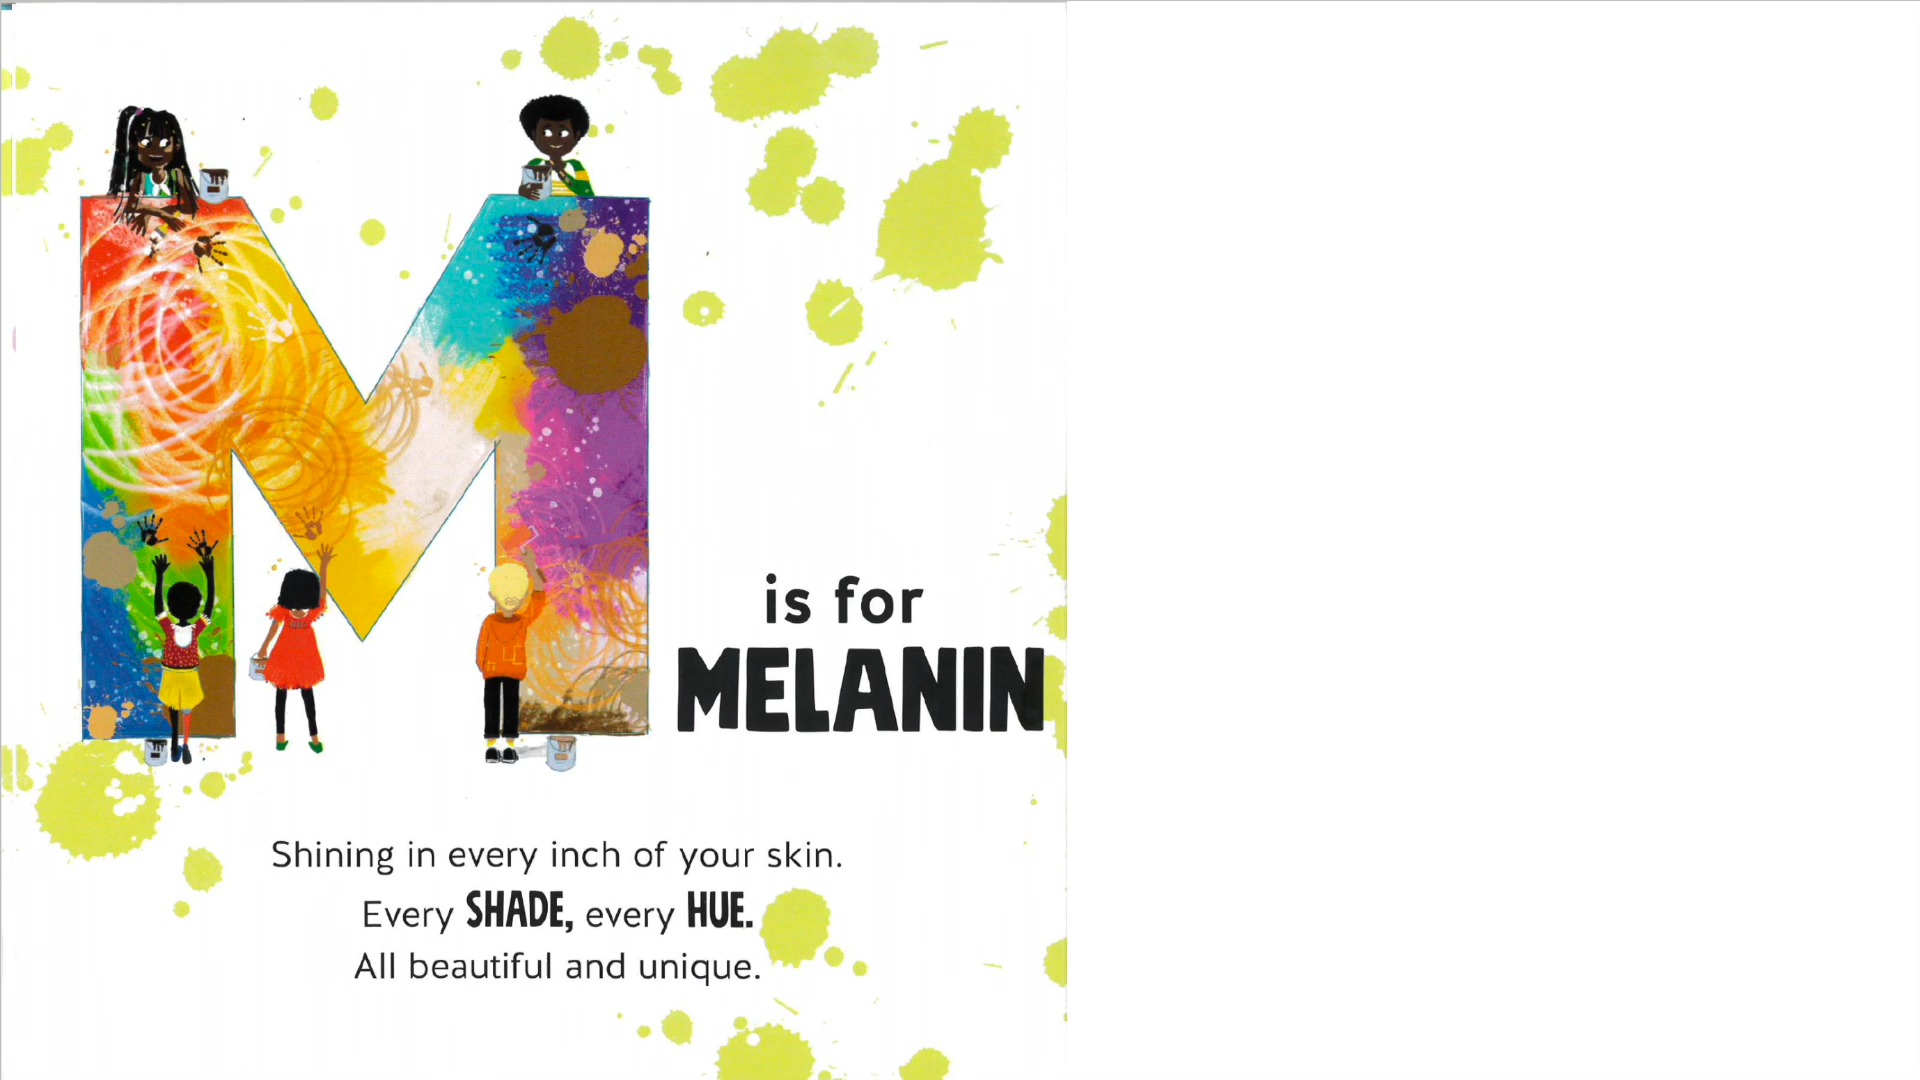 M
is for
MELANIN
Shining in every inch of your skin.
Every SHADE, every HUE.
All beautiful and unique.